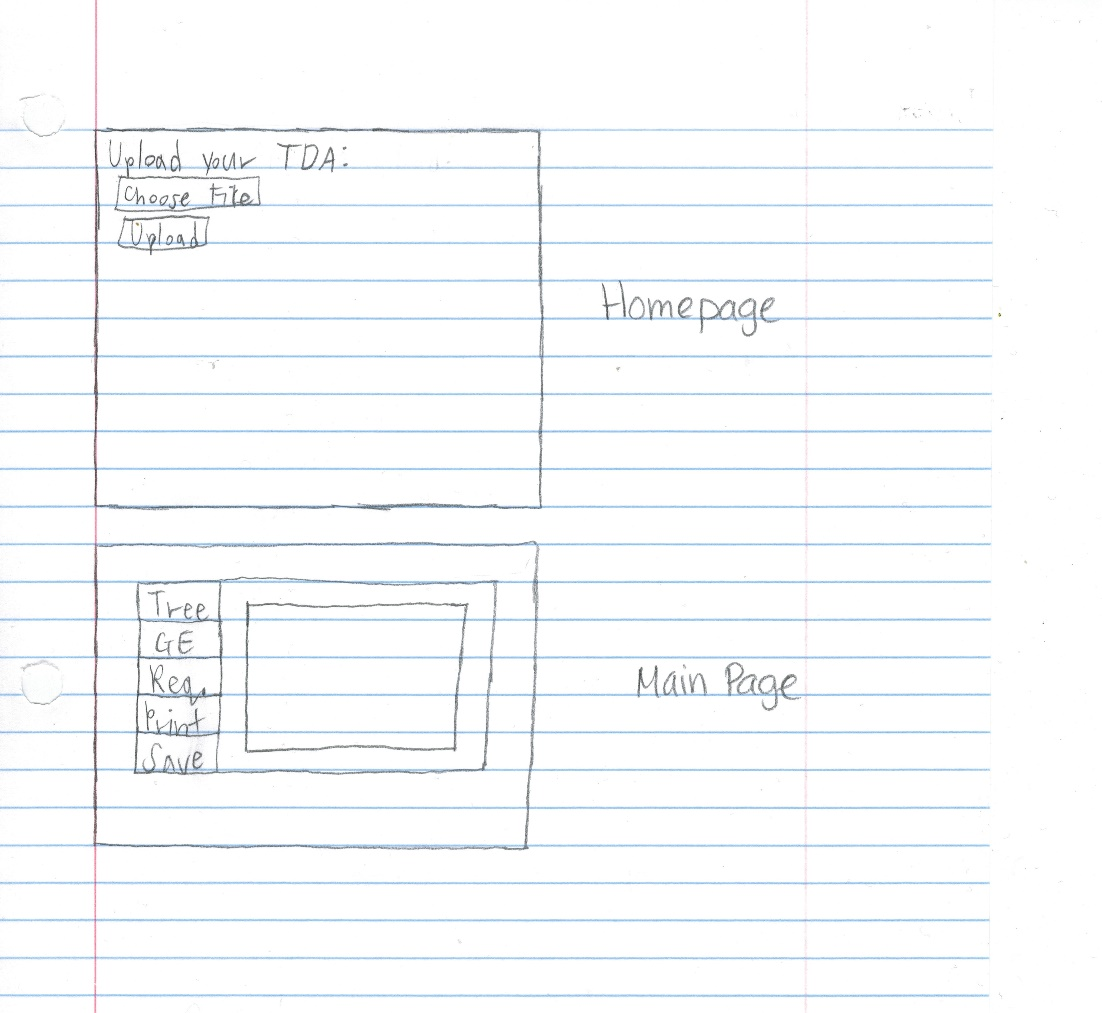 Upload your TDA:
Choose File
Upload
Homepage
Tree
GE
Req.
Print
Save
Main Page